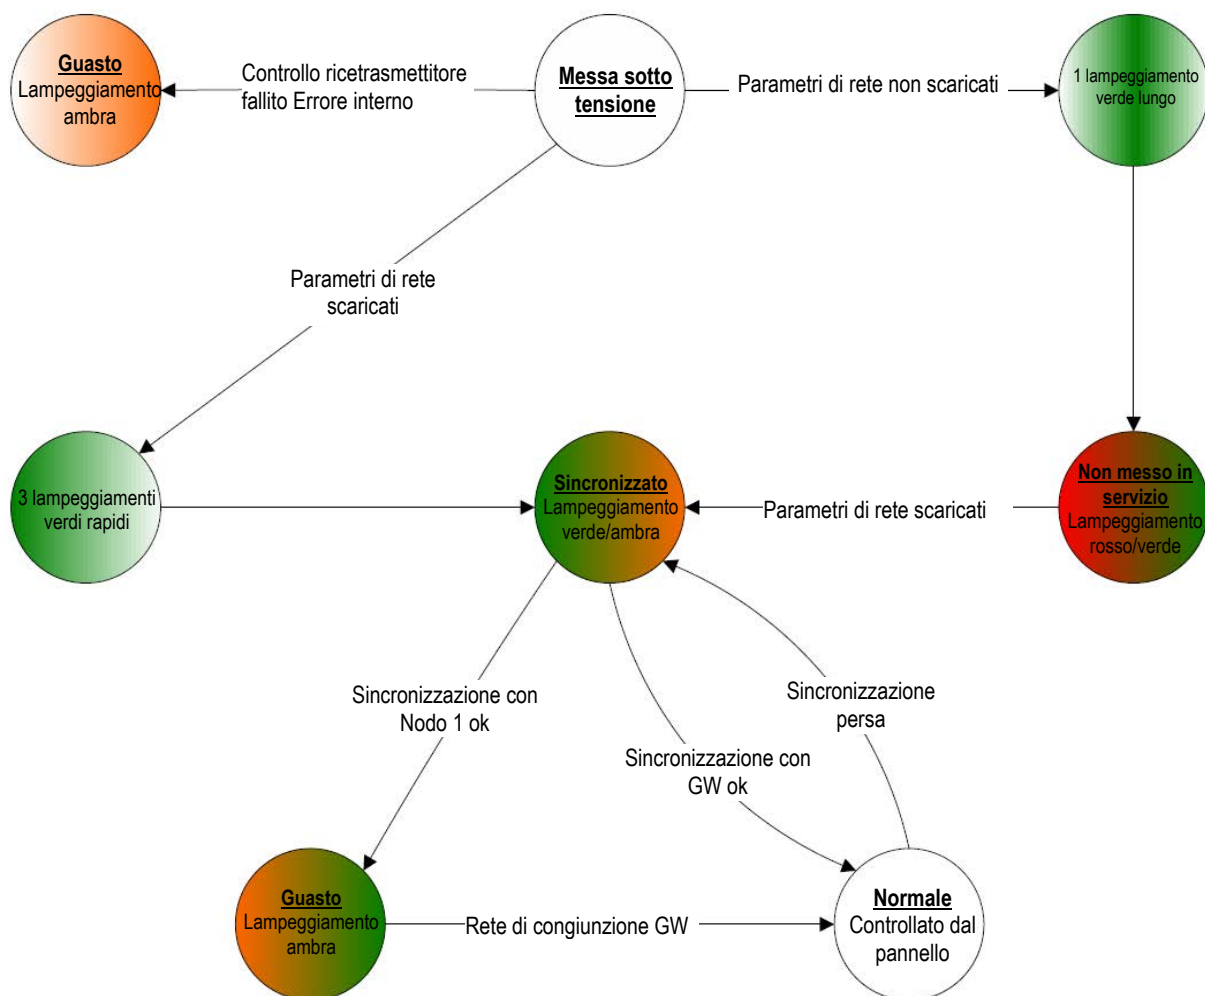 Guasto
Lampeggiamento
ambra
Controllo ricetrasmettitore
fallito Errore interno
Messa sotto
tensione
Parametri di rete non scaricati
1 lampeggiamento
verde lungo
Parametri di rete
scaricati
3 lampeggiamenti
verdi rapidi
Sincronizzato
Lampeggiamento
verde/ambra
Parametri di rete scaricati
Non messo in
servizio
Lampeggiamento
rosso/verde
Sincronizzazione con
Nodo 1 ok
Sincronizzazione con
GW ok
Sincronizzazione
persa
Guasto
Lampeggiamento
ambra
Rete di congiunzione GW
Normale
Controllato dal
pannello